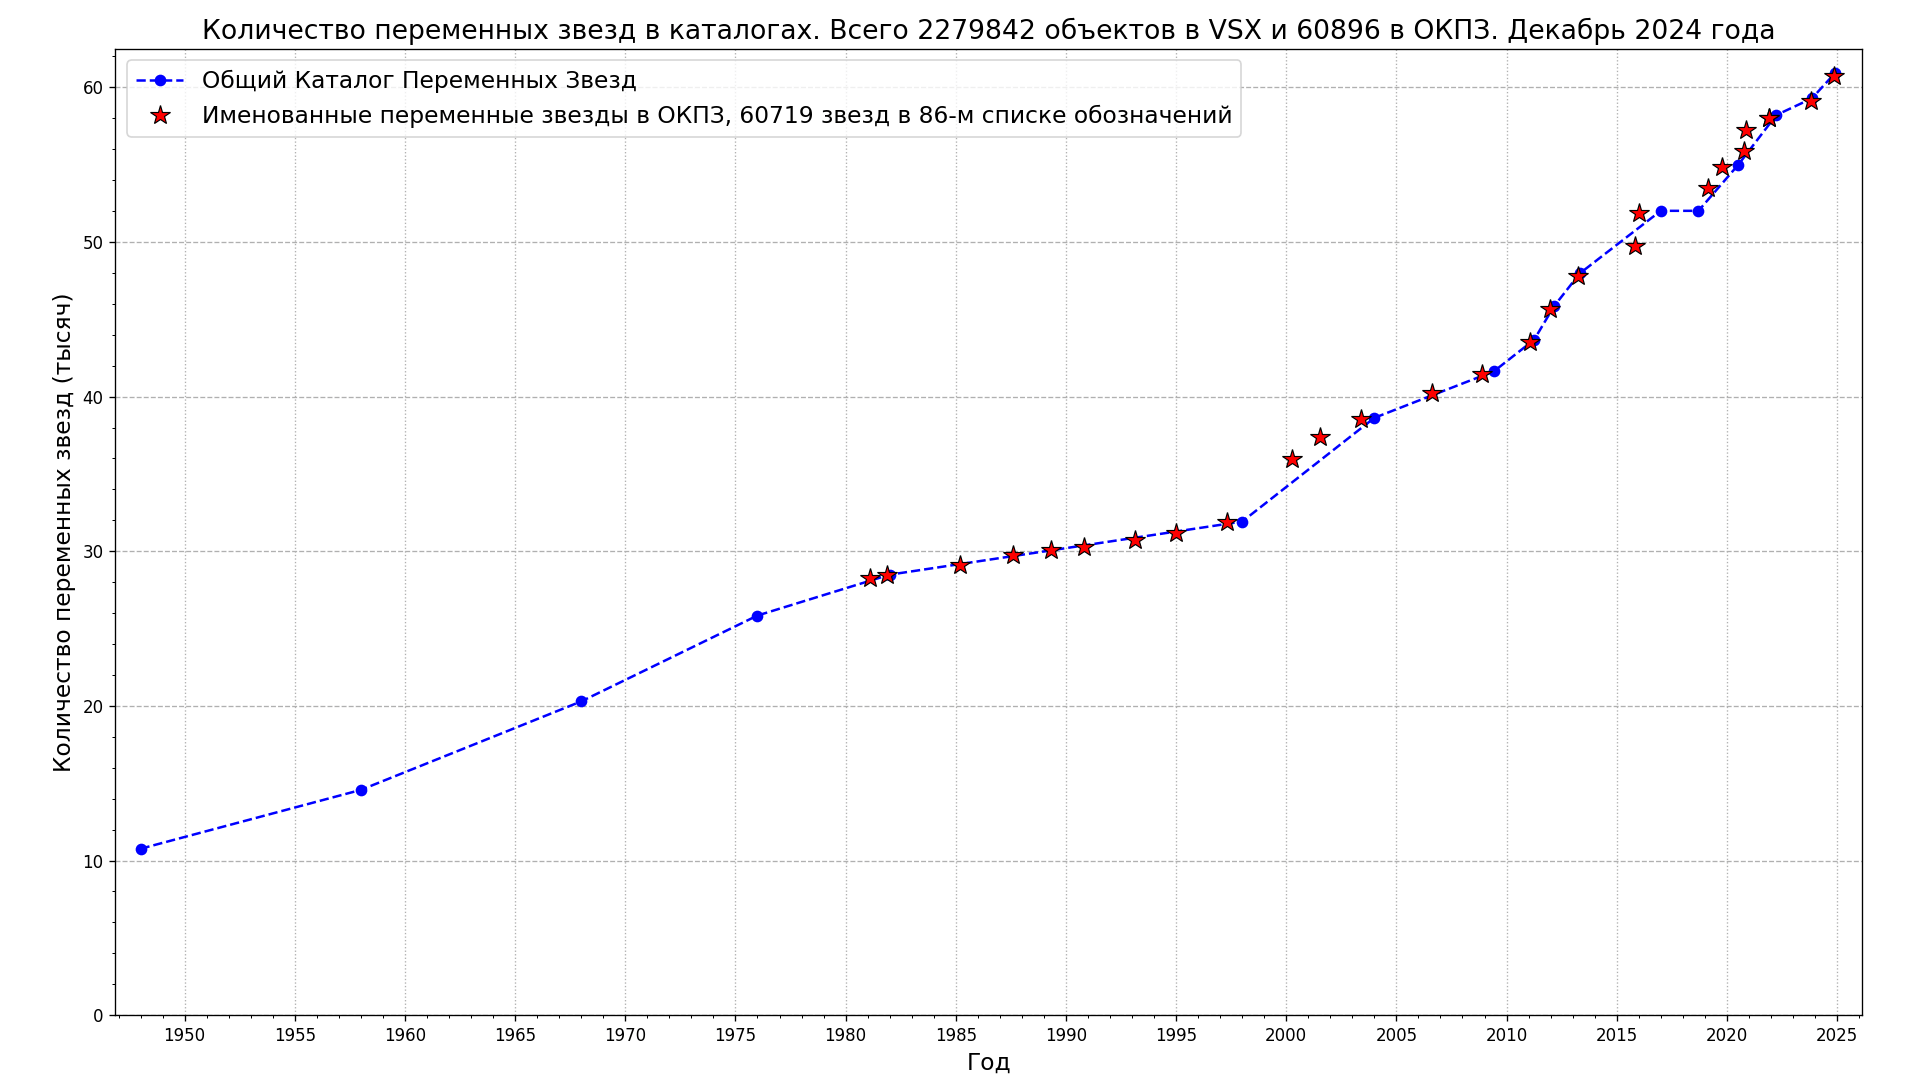 Количество переменных звезд в каталогах. Всего 2279842 объектов в VSX и 60896 в ОКПЗ. Декабрь 2024 года
Общий Каталог Переменных Звезд
Именованные переменные звезды в ОКПЗ, 60719 звезд в 86-м списке обозначений
Количество переменных звезд (тысяч)
60
50
40
30
20
10
0
1950 1955 1960 1965 1970 1975 1980 1985 1990 1995 2000 2005 2010 2015 2020 2025
Год